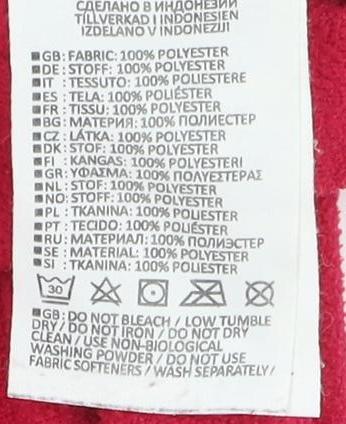 СДЕЛАНО В ИНДОНЕЗИИ
TILLVERKAD I INDONESIEN
IZDELANO V INDONEZIJI
GB: FABRIC: 100% POLYESTER
DE: STOFF: 100% POLYESTER
IT : TESSUTO: 100% POLIESTERE
ES : TELA: 100% POLIÉSTER
FR : TISSU: 100% POLYESTER
BG: МАТЕРИЯ: 100% ПОЛИЕСТЕР
CZ : LÁTKA: 100% POLYESTER
DK: STOF: 100% POLYESTER
FI : KANGAS: 100% POLYESTERI
GR: ΥΦΑΣΜΑ: 100% ΠΟΛΥΕΣΤΕΡΑΣ
NL: STOF: 100% POLYESTER
NO: STOFF: 100% POLYESTER
PL : TKANINA: 100% POLIESTER
PT : TECIDO: 100% POLIÉSTER
RU: МАТЕРИАЛ: 100% ПОЛИЭСТЕР
SE : MATERIAL: 100% POLYESTER
SI : TKANINA: 100% POLIESTER
30
GB: DO NOT BLEACH / LOW TUMBLE
DRY/ DO NOT IRON / DO NOT DRY
CLEAN / USE NON-BIOLOGICAL
WASHING POWDER / DO NOT USE
FABRIC SOFTENERS / WASH SEPARATELY/